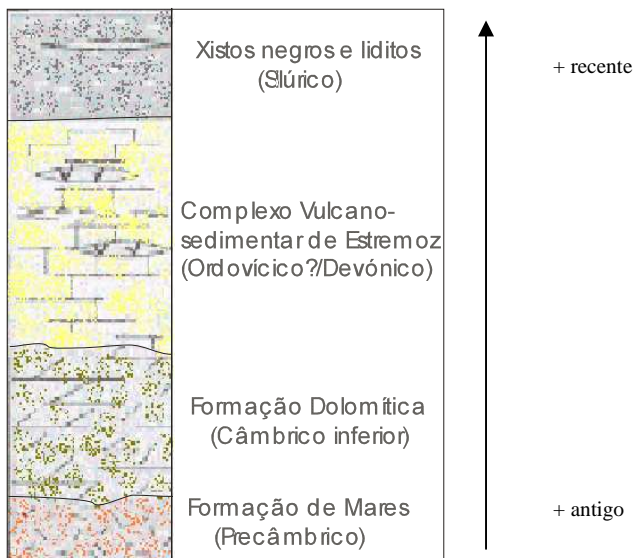 Xistos negros e liditos
(Slúrico)
+ recente
Complexo Vulcano-
sedimentar de Estremoz
(Ordovícico?/Devónico)
Formação Dolomítica
(Câmbrico inferior)
Formação de Mares
(Precâmbrico)
+ antigo